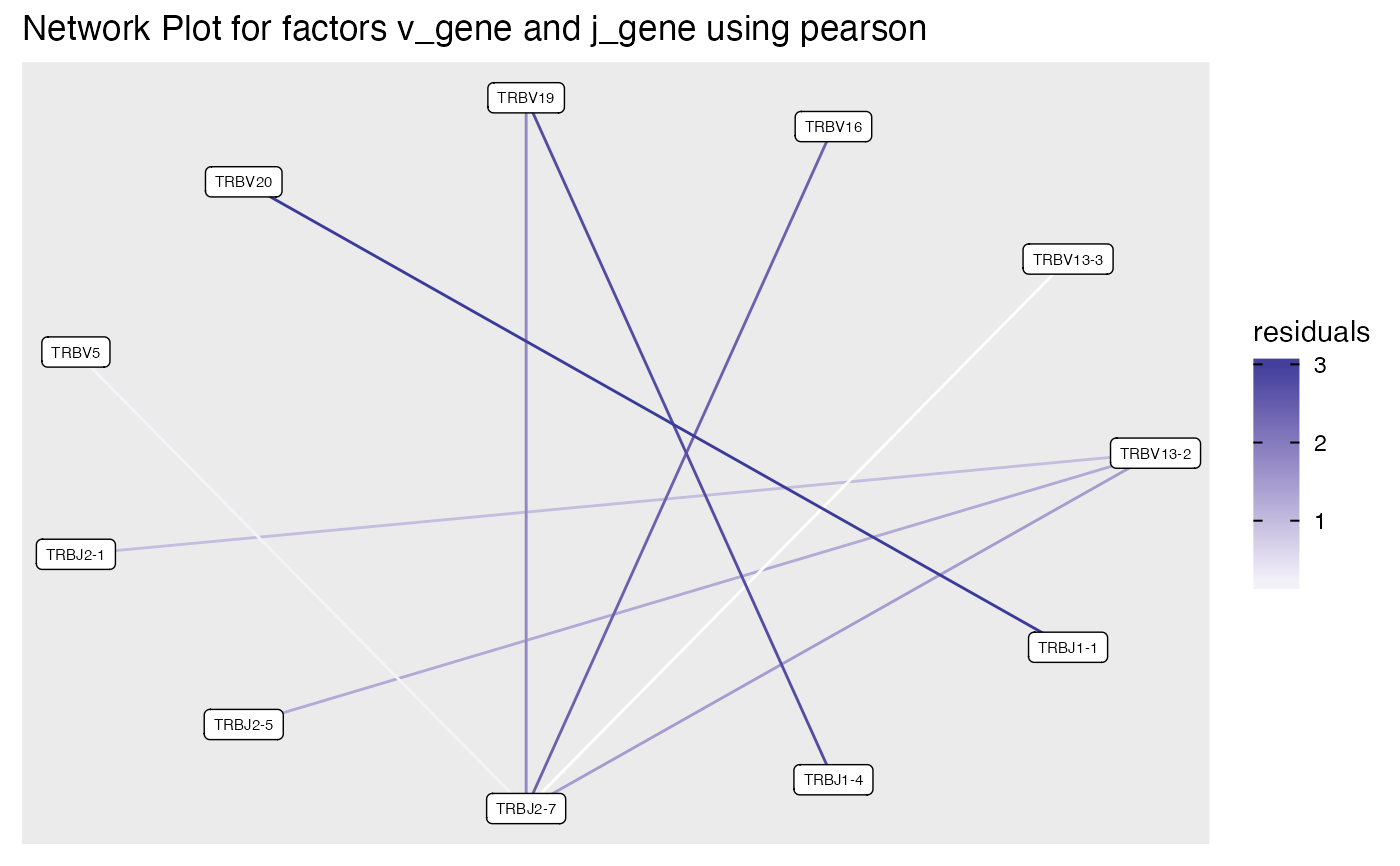 Network Plot for factors v_gene and j_gene using pearson
TRBV19
TRBV16
TRBV20
TRBV13-3
residuals
TRBV5
3
2
TRBV13-2
1
TRBJ2-1
TRBJ1-1
TRBJ2-5
TRBJ1-4
TRBJ2-7